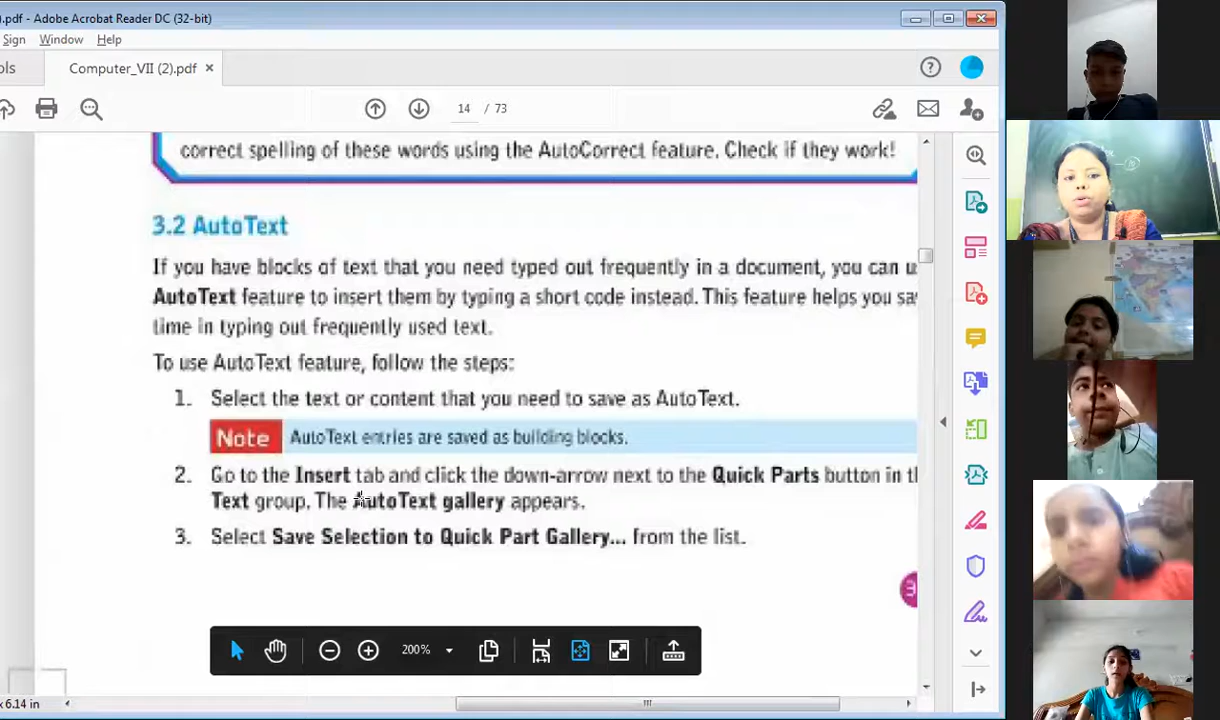 ).pdf - Adobe Acrobat Reader DC (32-bit)
Sign Window Help
ols Computer_VII (2).pdf ×
14 / 73
correct spelling of these words using the AutoCorrect feature. Check if they work!
3.2 AutoText
If you have blocks of text that you need typed out frequently in a document, you can u
AutoText feature to insert them by typing a short code instead. This feature helps you sa
time in typing out frequently used text.
To use AutoText feature, follow the steps:
1. Select the text or content that you need to save as AutoText.
Note AutoText entries are saved as building blocks.
2. Go to the Insert tab and click the down-arrow next to the Quick Parts button in th
Text group. The AutoText gallery appears.
3. Select Save Selection to Quick Part Gallery... from the list.
3
200%
x 6.14 in